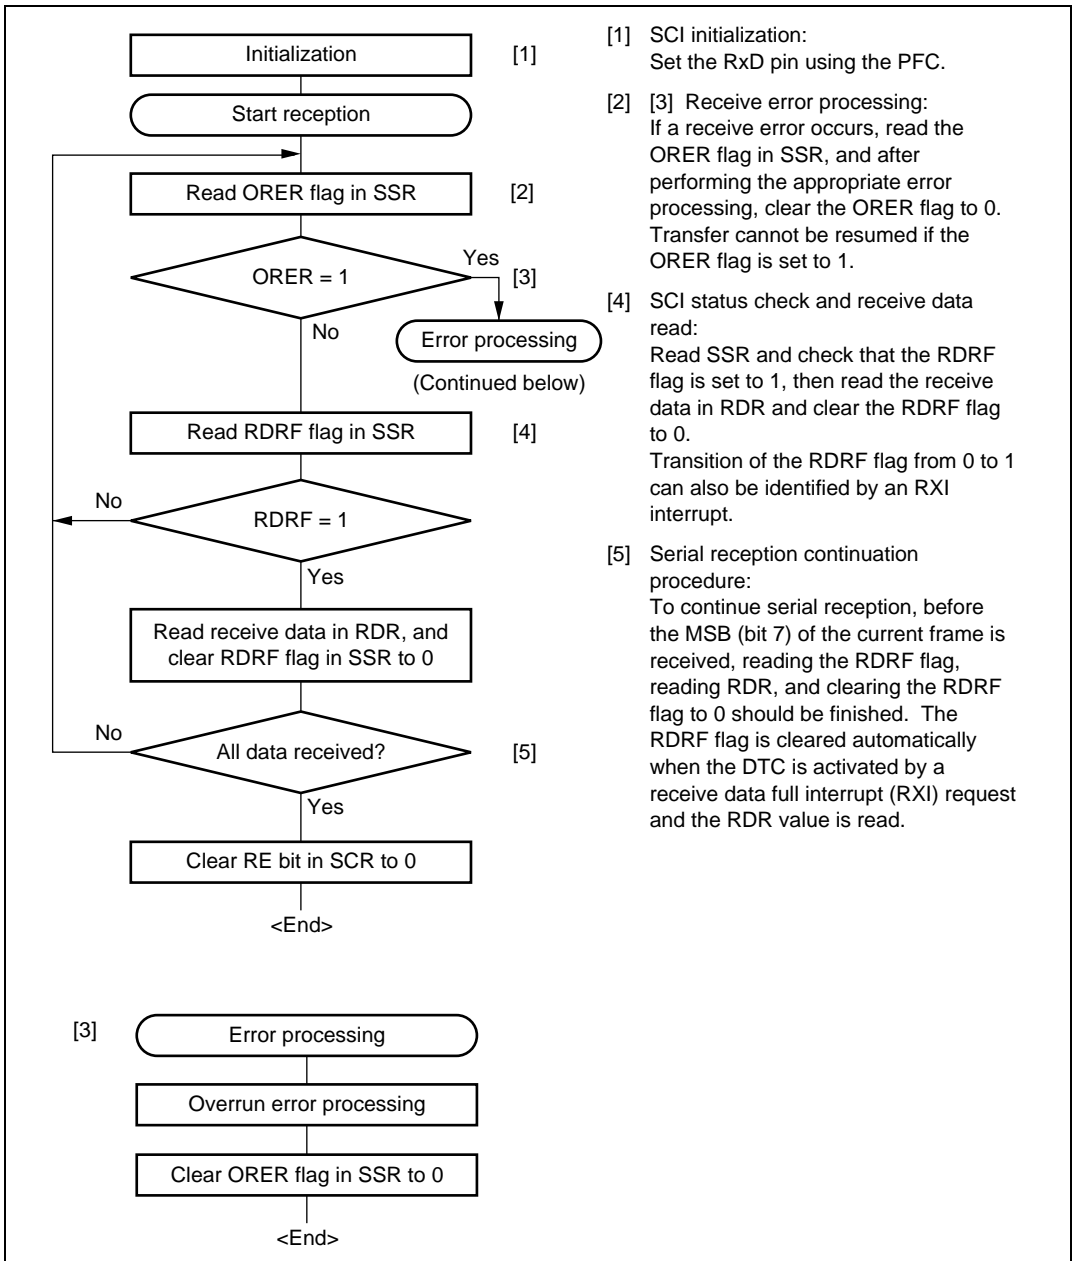 Initialization [1]
Start reception
Read ORER flag in SSR [2]
ORER = 1
Yes
[3]
No
Error processing
(Continued below)
Read RDRF flag in SSR [4]
No
RDRF = 1
Yes
Read receive data in RDR, and
clear RDRF flag in SSR to 0
No
All data received? [5]
Yes
Clear RE bit in SCR to 0
<End>
[1] SCI initialization:
Set the RxD pin using the PFC.
[2] [3] Receive error processing:
If a receive error occurs, read the
ORER flag in SSR, and after
performing the appropriate error
processing, clear the ORER flag to 0.
Transfer cannot be resumed if the
ORER flag is set to 1.
[4] SCI status check and receive data
read:
Read SSR and check that the RDRF
flag is set to 1, then read the receive
data in RDR and clear the RDRF flag
to 0.
Transition of the RDRF flag from 0 to 1
can also be identified by an RXI
interrupt.
[5] Serial reception continuation
procedure:
To continue serial reception, before
the MSB (bit 7) of the current frame is
received, reading the RDRF flag,
reading RDR, and clearing the RDRF
flag to 0 should be finished. The
RDRF flag is cleared automatically
when the DTC is activated by a
receive data full interrupt (RXI) request
and the RDR value is read.
[3] Error processing
Overrun error processing
Clear ORER flag in SSR to 0
<End>